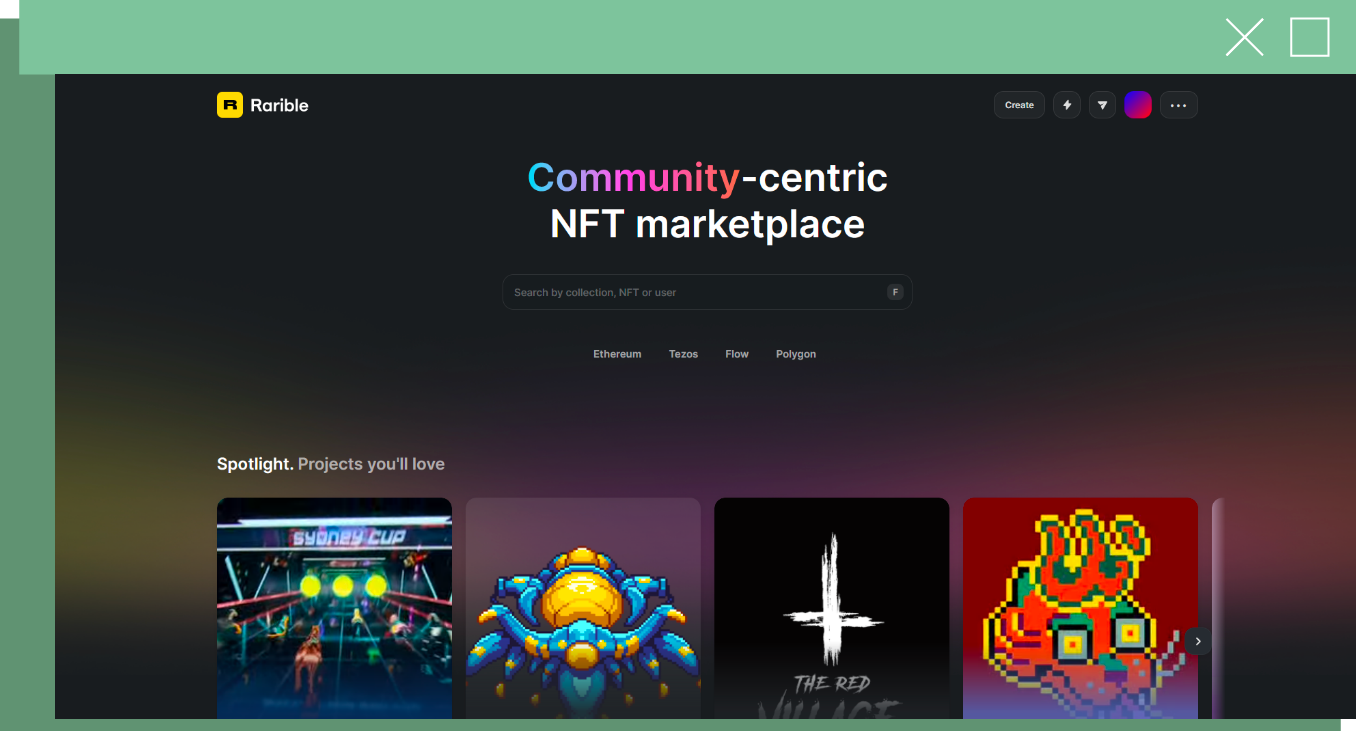 R Rarible
Create
Community-centric
NFT marketplace
Search by collection, NFT or user
F
Ethereum Tezos Flow Polygon
Spotlight. Projects you'll love
SYDNEY CUP
THE RED
VILLAGE